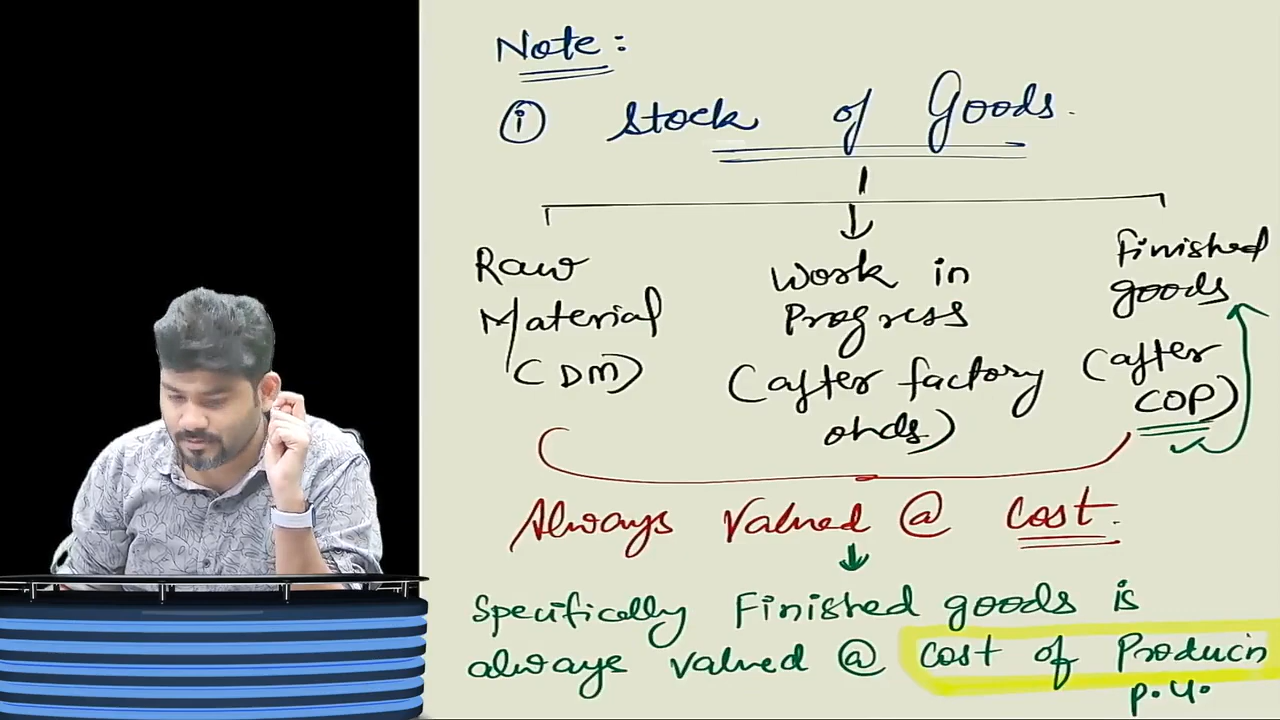 Note:
① Stock of Goods.
Raw Material (DM)
Work in Progress (after factory ohds)
Finished goods (after COP)
Always Valued @ Cost.
Specifically Finished goods is
always valued @ Cost of Producn
p.u.